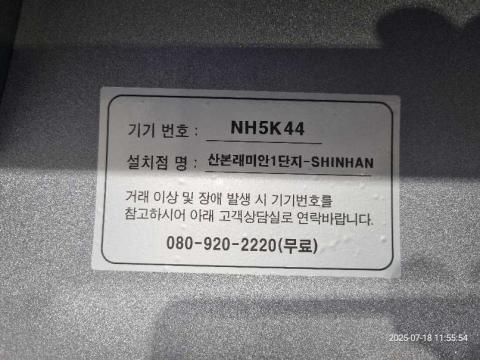 기기 번호 : NH5K44
설치점 명 : 산본래미안1단지-SHINHAN
거래 이상 및 장애 발생 시 기기번호를
참고하시어 아래 고객상담실로 연락바랍니다.
080-920-2220(무료)
2025-07-18 11:55:54